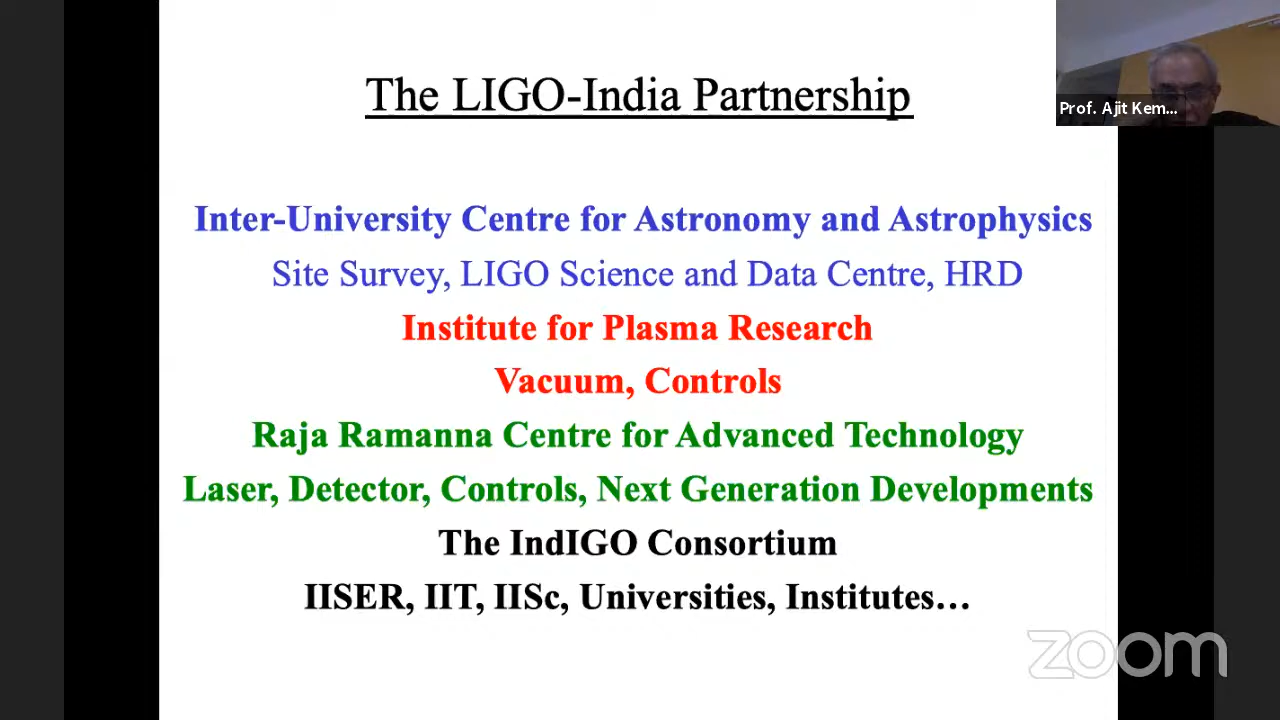 The LIGO-India Partnership
Prof. Ajit Kem...
Inter-University Centre for Astronomy and Astrophysics
Site Survey, LIGO Science and Data Centre, HRD
Institute for Plasma Research
Vacuum, Controls
Raja Ramanna Centre for Advanced Technology
Laser, Detector, Controls, Next Generation Developments
The IndIGO Consortium
IISER, IIT, IISc, Universities, Institutes…
zoom